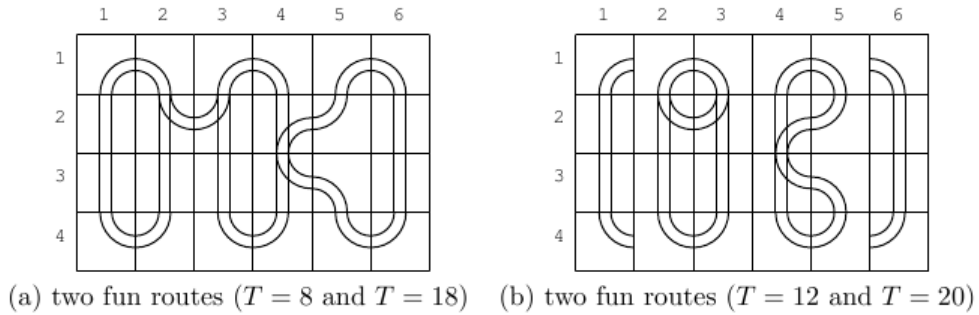 1 2 3 4 5 6
1
2
3
4
(a) two fun routes (T = 8 and T = 18)
1 2 3 4 5 6
1
2
3
4
(b) two fun routes (T = 12 and T = 20)